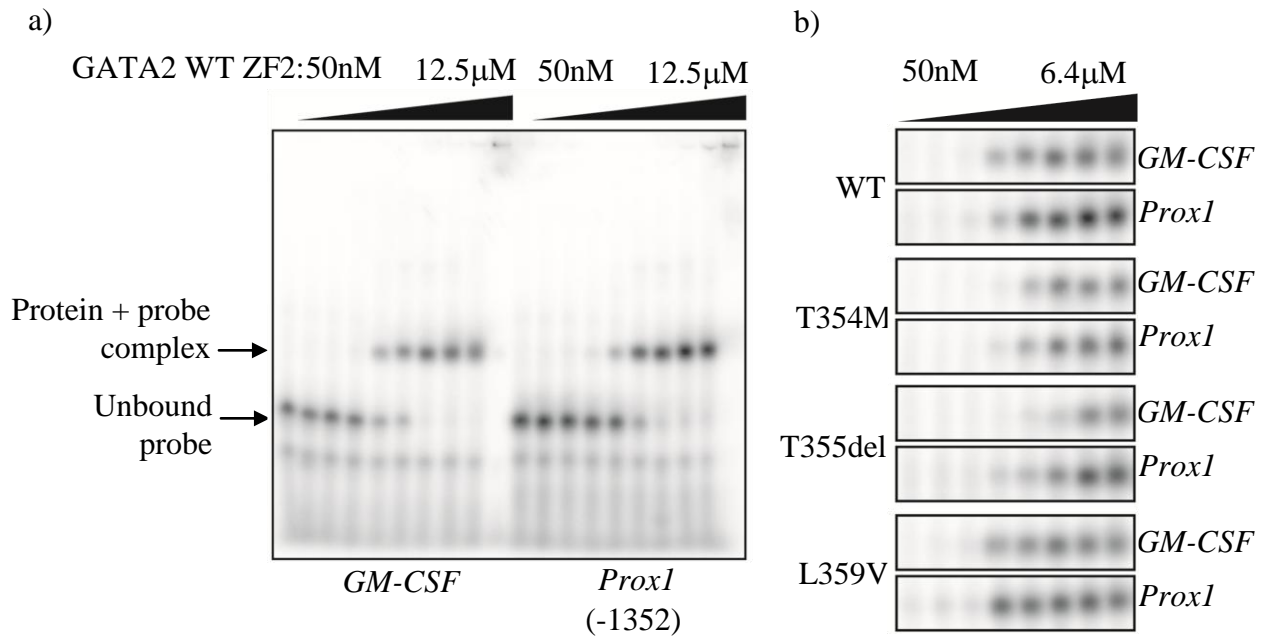 a)
GATA2 WT ZF2:50nM 12.5μM 50nM 12.5μM
Protein + probe
complex
Unbound
probe
GM-CSF Prox1
(-1352)
b)
50nM 6.4μM
WT
GM-CSF
Prox1
T354M
GM-CSF
Prox1
T355del
GM-CSF
Prox1
L359V
GM-CSF
Prox1